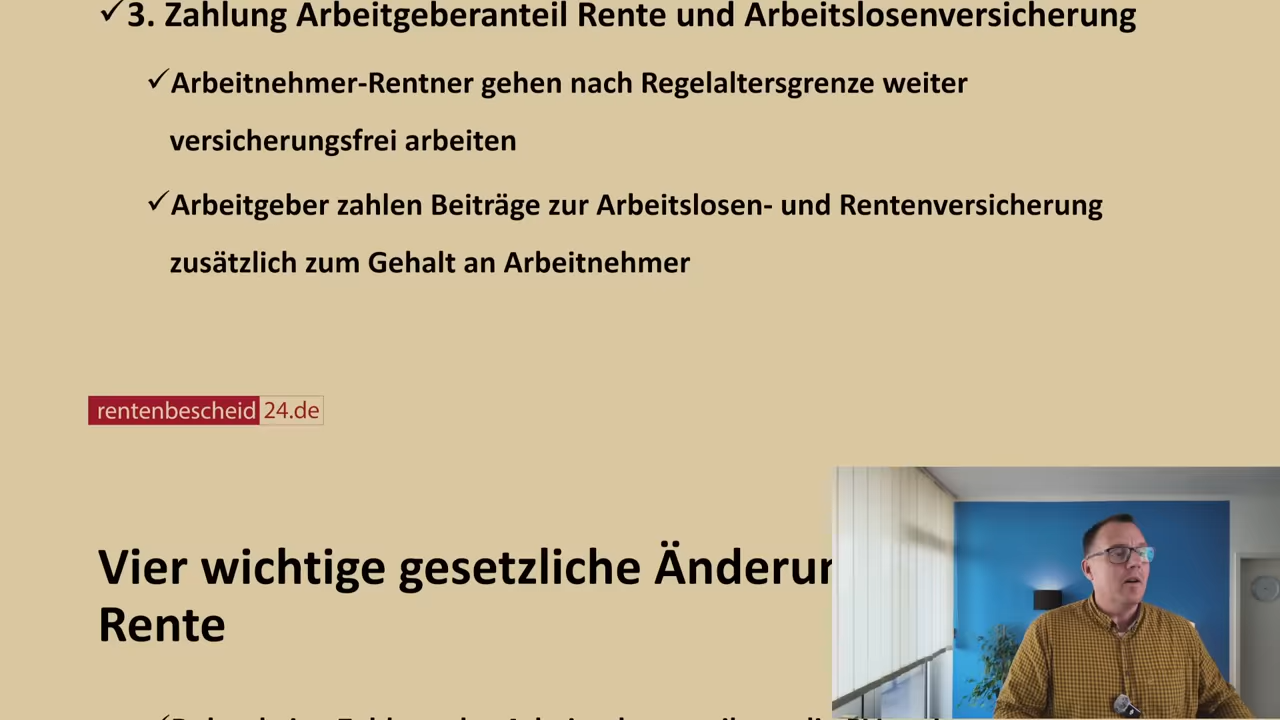 ✓3. Zahlung Arbeitgeberanteil Rente und Arbeitslosenversicherung
✓Arbeitnehmer-Rentner gehen nach Regelaltersgrenze weiter
versicherungsfrei arbeiten
✓Arbeitgeber zahlen Beiträge zur Arbeitslosen- und Rentenversicherung
zusätzlich zum Gehalt an Arbeitnehmer
rentenbescheid24.de
Vier wichtige gesetzliche
Rente